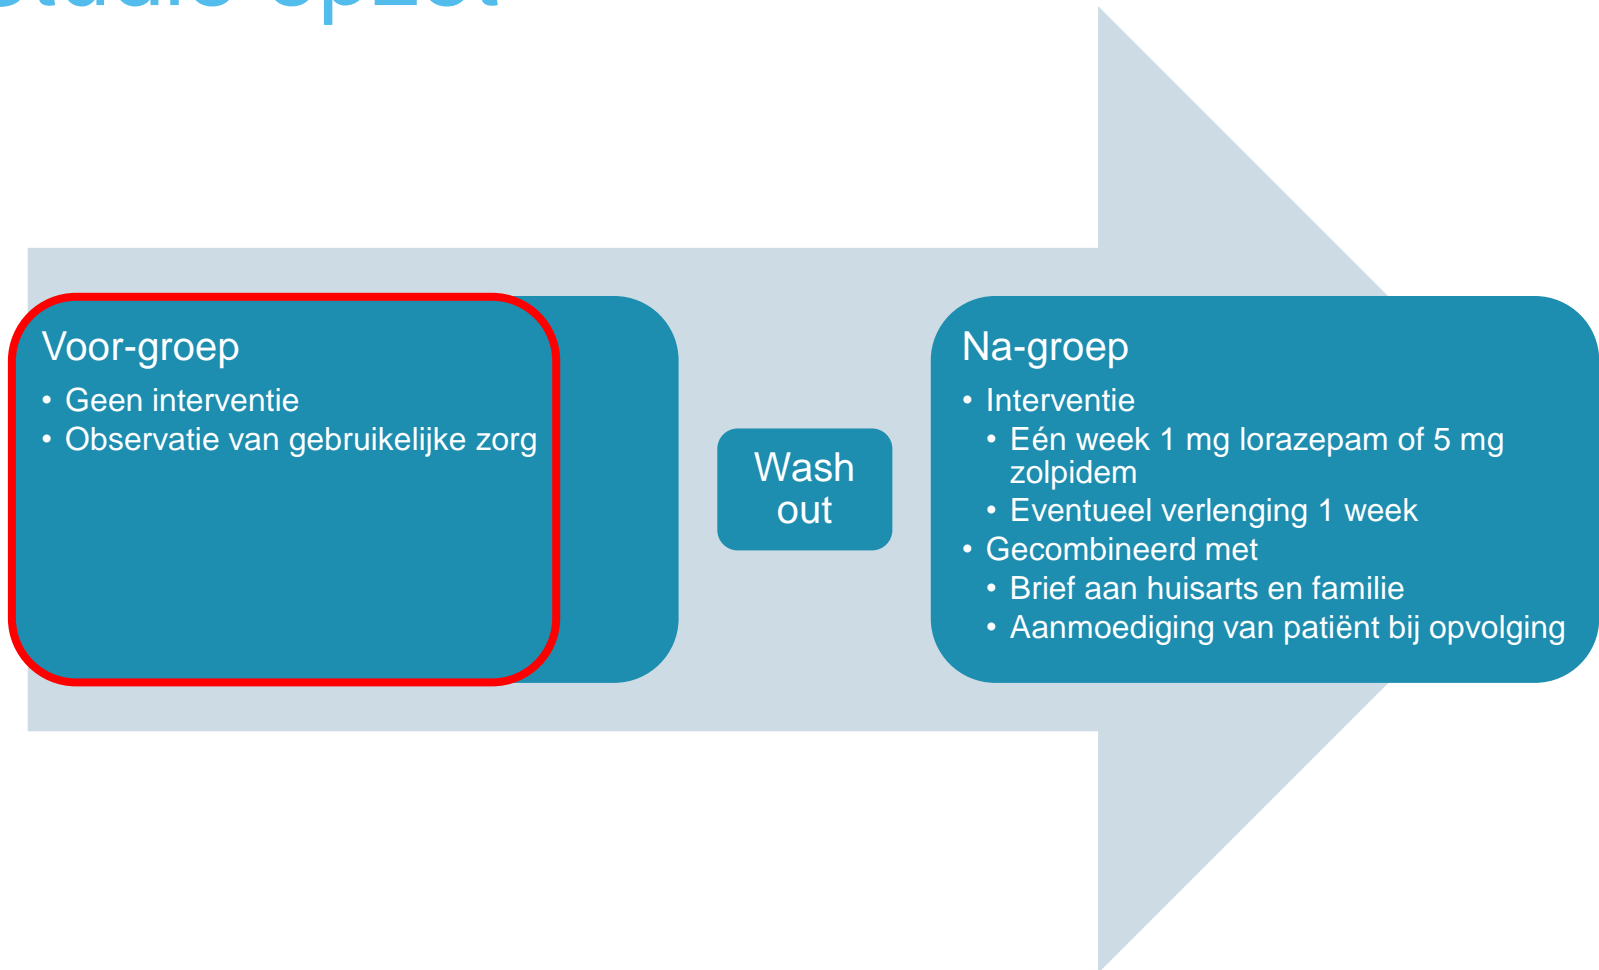 Voor-groep
• Geen interventie
• Observatie van gebruikelijke zorg
Wash
out
Na-groep
• Interventie
• Eén week 1 mg lorazepam of 5 mg
zolpidem
• Eventueel verlenging 1 week
• Gecombineerd met
• Brief aan huisarts en familie
• Aanmoediging van patiënt bij opvolging